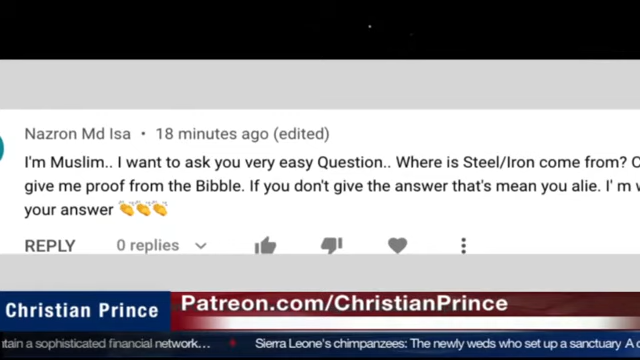 Nazron Md Isa • 18 minutes ago (edited)
I'm Muslim.. I want to ask you very easy Question.. Where is Steel/Iron come from?
give me proof from the Bibble. If you don't give the answer that's mean you alie. I' m
your answer 👏👏👏
REPLY 0 replies
Christian Prince
Patreon.com/ChristianPrince
a sophisticated financial network... Sierra Leone's chimpanzees: The newly weds who set up a sanctuary.